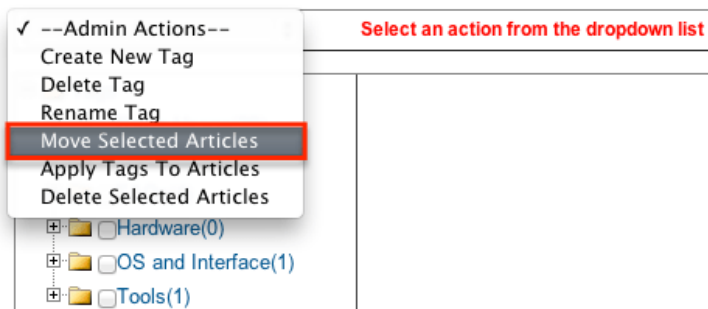 ✓ --Admin Actions--
Select an action from the dropdown list
Create New Tag
Delete Tag
Rename Tag
Move Selected Articles
Apply Tags To Articles
Delete Selected Articles
Hardware(0)
OS and Interface(1)
Tools(1)